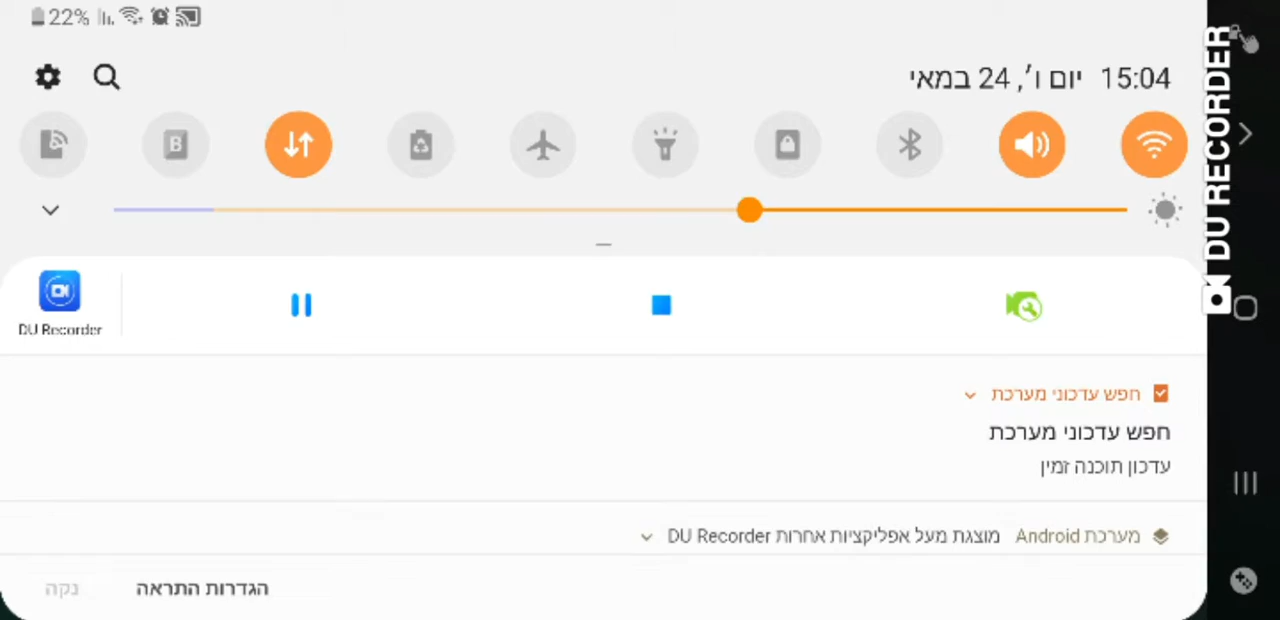 22%
15:04 יום ו׳, 24 במאי
B
DU Recorder
חפש עדכוני מערכת
חפש עדכוני מערכת
עדכון תוכנה זמין
מערכת Android מוצגת מעל אפליקציות אחרות DU Recorder
הגדרות התראה
נקה
DU RECORDER